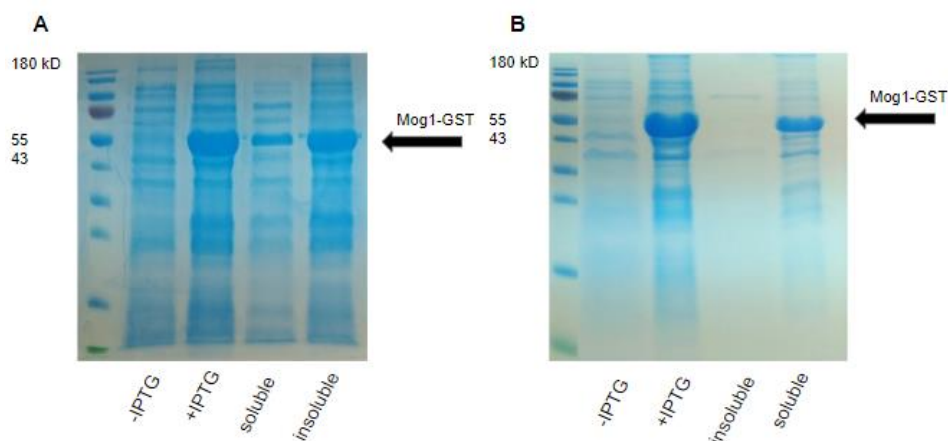 A
180 kD
55
43
Mog1-GST
-IPTG
+IPTG
soluble
insoluble
B
180 kD
55
43
Mog1-GST
-IPTG
+IPTG
insoluble
soluble